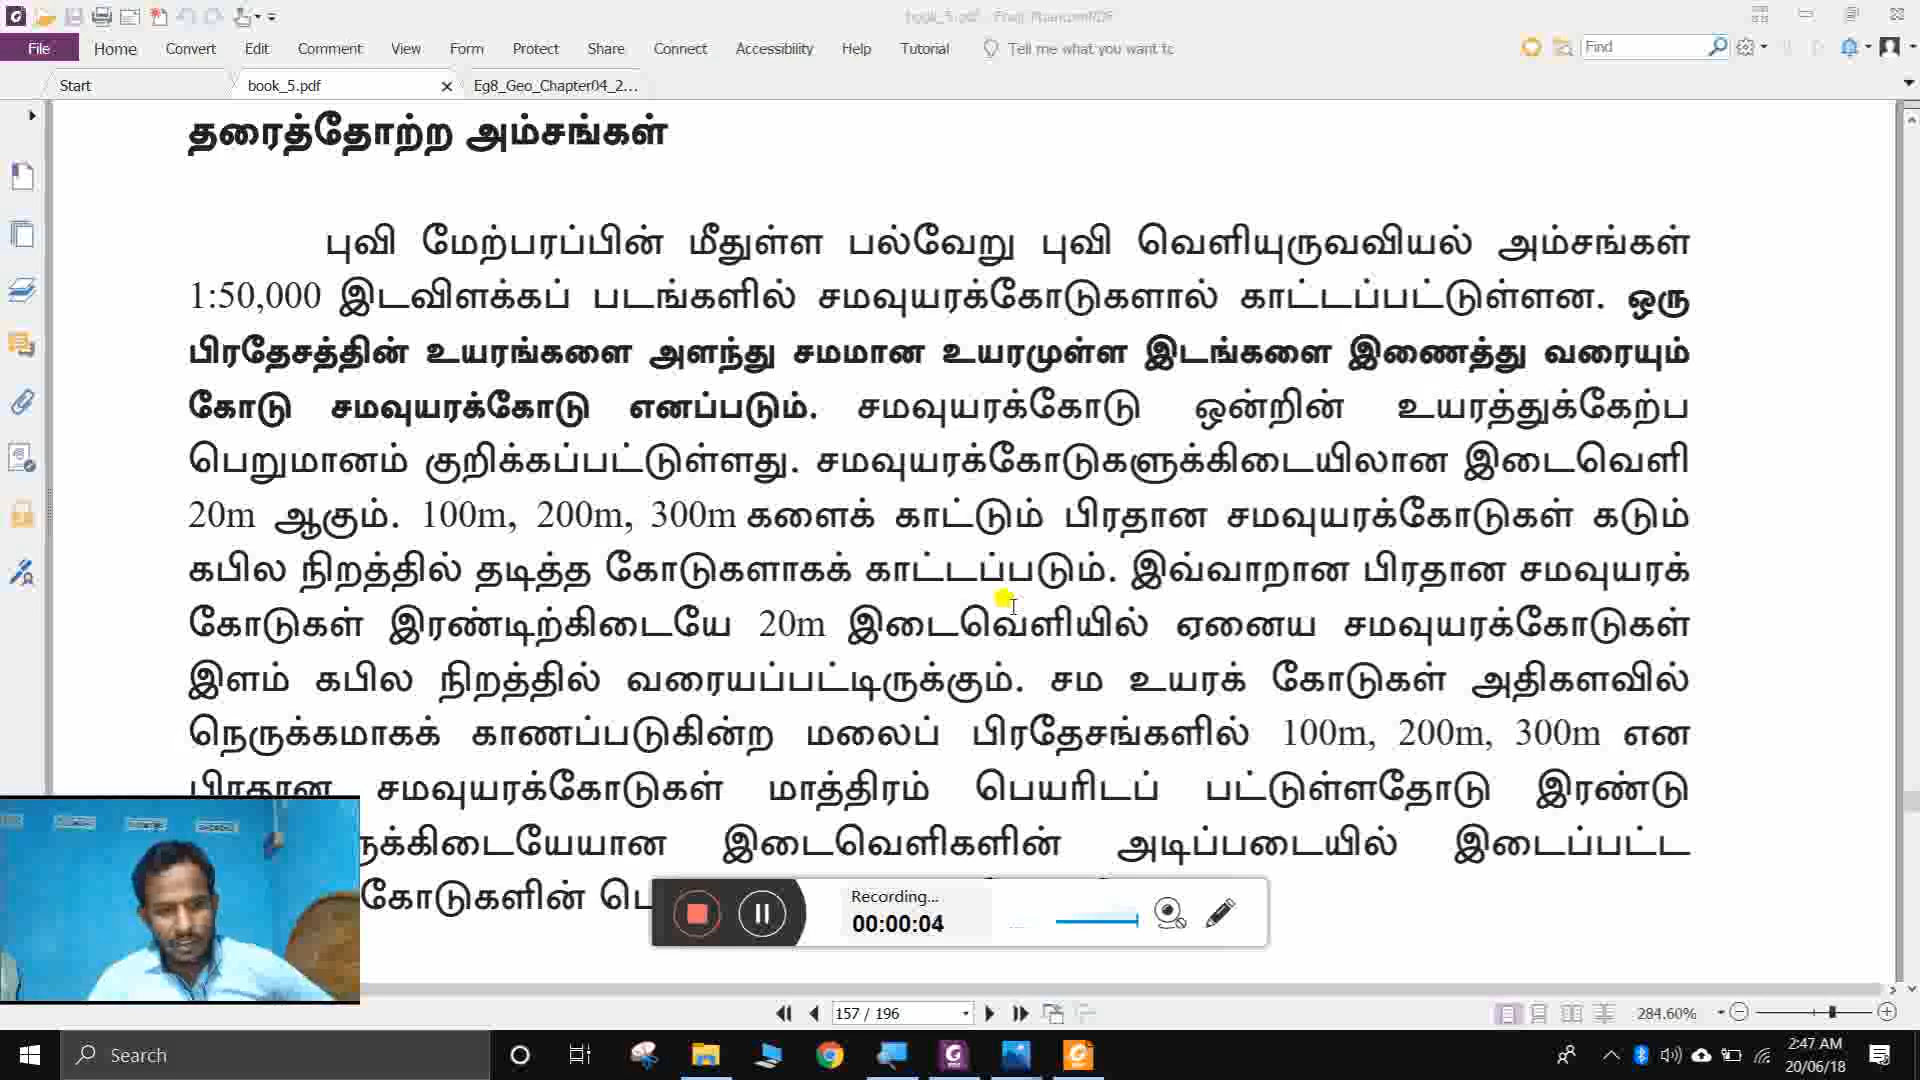 book_5.pdf - Foxit PhantomPDF
File Home Convert Edit Comment View Form Protect Share Connect Accessibility Help Tutorial Tell me what you want tc Find
Start book_5.pdf Eg8_Geo_Chapter04_2...
தரைத்தோற்ற அம்சங்கள்
புவி மேற்பரப்பின் மீதுள்ள பல்வேறு புவி வெளியுருவவியல் அம்சங்கள்
1:50,000 இடவிளக்கப் படங்களில் சமவுயரக்கோடுகளால் காட்டப்பட்டுள்ளன. ஒரு
பிரதேசத்தின் உயரங்களை அளந்து சமமான உயரமுள்ள இடங்களை இணைத்து வரையும்
கோடு சமவுயரக்கோடு எனப்படும். சமவுயரக்கோடு ஒன்றின் உயரத்துக்கேற்ப
பெறுமானம் குறிக்கப்பட்டுள்ளது. சமவுயரக்கோடுகளுக்கிடையிலான இடைவெளி
20m ஆகும். 100m, 200m, 300m களைக் காட்டும் பிரதான சமவுயரக்கோடுகள் கடும்
கபில நிறத்தில் தடித்த கோடுகளாகக் காட்டப்படும். இவ்வாறான பிரதான சமவுயரக்
கோடுகள் இரண்டிற்கிடையே 20m இடைவெளியில் ஏனைய சமவுயரக்கோடுகள்
இளம் கபில நிறத்தில் வரையப்பட்டிருக்கும். சம உயரக் கோடுகள் அதிகளவில்
நெருக்கமாகக் காணப்படுகின்ற மலைப் பிரதேசங்களில் 100m, 200m, 300m என
பிரதான சமவுயரக்கோடுகள் மாத்திரம் பெயரிடப் பட்டுள்ளதோடு இரண்டு
ருக்கிடையேயான இடைவெளிகளின் அடிப்படையில் இடைப்பட்ட
கோடுகளின் பெ
Recording...
00:00:04
157 / 196 284.60%
Search 2:47 AM
20/06/18